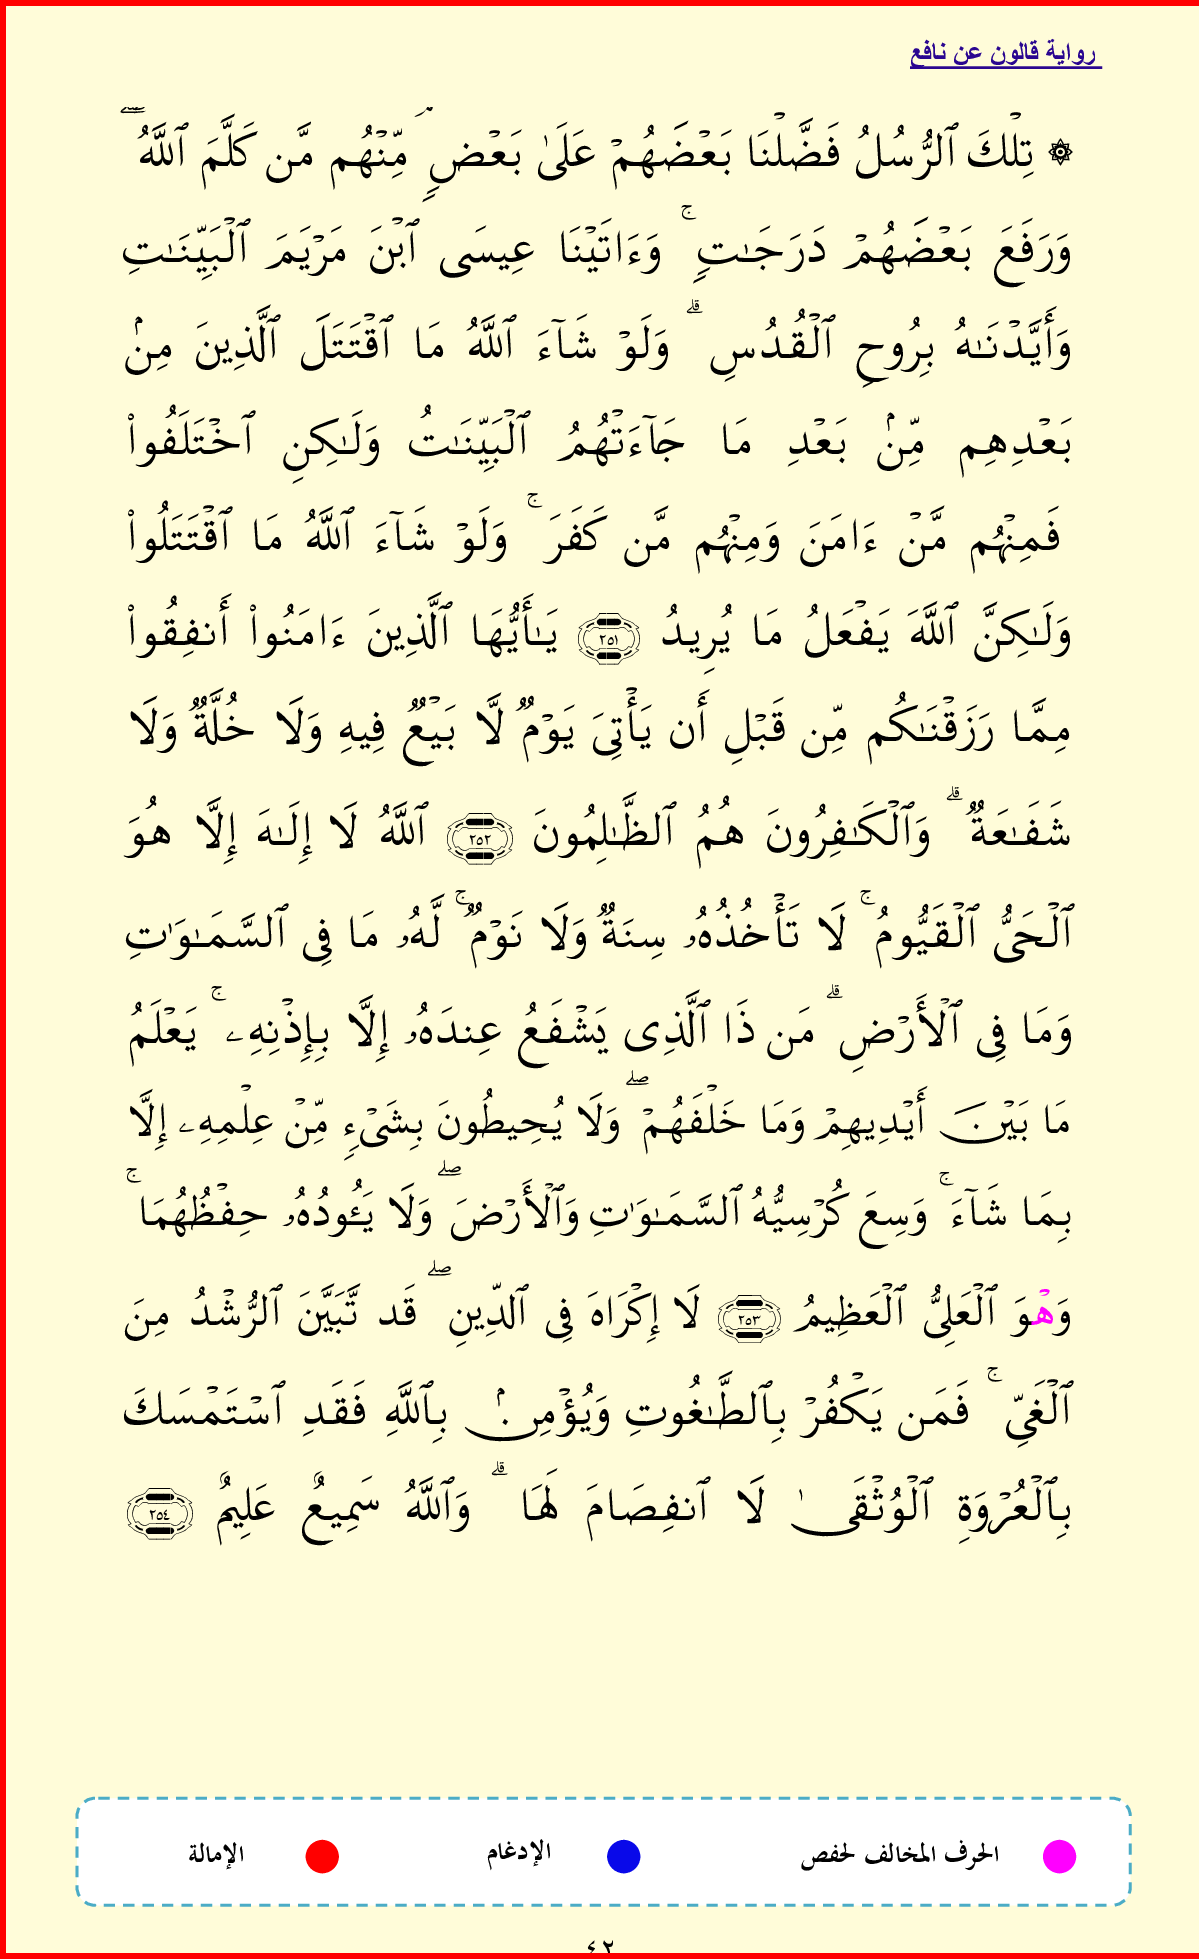 رواية قالون عن نافع
۞ تِلْكَ ٱلرُّسُلُ فَضَّلْنَا بَعْضَهُمْ عَلَىٰ بَعْضٍۘ مِّنْهُم مَّن كَلَّمَ ٱللَّهُۖ
وَرَفَعَ بَعْضَهُمْ دَرَجَـٰتٍۚ وَءَاتَيْنَا عِيسَى ٱبْنَ مَرْيَمَ ٱلْبَيِّنَـٰتِ
وَأَيَّدْنَـٰهُ بِرُوحِ ٱلْقُدُسِۗ وَلَوْ شَآءَ ٱللَّهُ مَا ٱقْتَتَلَ ٱلَّذِينَ مِنۢ
بَعْدِهِم مِّنۢ بَعْدِ مَا جَآءَتْهُمُ ٱلْبَيِّنَـٰتُ وَلَـٰكِنِ ٱخْتَلَفُوا۟
فَمِنْهُم مَّنْ ءَامَنَ وَمِنْهُم مَّن كَفَرَۚ وَلَوْ شَآءَ ٱللَّهُ مَا ٱقْتَتَلُوا۟
وَلَـٰكِنَّ ٱللَّهَ يَفْعَلُ مَا يُرِيدُ ٢٥١ يَـٰأَيُّهَا ٱلَّذِينَ ءَامَنُوا۟ أَنفِقُوا۟
مِمَّا رَزَقْنَـٰكُم مِّن قَبْلِ أَن يَأْتِىَ يَوْمٌ لَّا بَيْعٌ فِيهِ وَلَا خُلَّةٌ وَلَا
شَفَـٰعَةٌۗ وَٱلْكَـٰفِرُونَ هُمُ ٱلظَّـٰلِمُونَ ٢٥٢ ٱللَّهُ لَا إِلَـٰهَ إِلَّا هُوَ
ٱلْحَىُّ ٱلْقَيُّومُۚ لَا تَأْخُذُهُۥ سِنَةٌ وَلَا نَوْمٌۚ لَّهُۥ مَا فِى ٱلسَّمَـٰوَٰتِ
وَمَا فِى ٱلْأَرْضِۗ مَن ذَا ٱلَّذِى يَشْفَعُ عِندَهُۥ إِلَّا بِإِذْنِهِۦۚ يَعْلَمُ
مَا بَيْنَ أَيْدِيهِمْ وَمَا خَلْفَهُمْۖ وَلَا يُحِيطُونَ بِشَىْءٍ مِّنْ عِلْمِهِۦ إِلَّا
بِمَا شَآءَۚ وَسِعَ كُرْسِيُّهُ ٱلسَّمَـٰوَٰتِ وَٱلْأَرْضَۖ وَلَا يَـُٔودُهُۥ حِفْظُهُمَاۚ
وَهْوَ ٱلْعَلِىُّ ٱلْعَظِيمُ ٢٥٣ لَا إِكْرَاهَ فِى ٱلدِّينِۖ قَد تَّبَيَّنَ ٱلرُّشْدُ مِنَ
ٱلْغَىِّۚ فَمَن يَكْفُرْ بِٱلطَّـٰغُوتِ وَيُؤْمِنۢ بِٱللَّهِ فَقَدِ ٱسْتَمْسَكَ
بِٱلْعُرْوَةِ ٱلْوُثْقَىٰ لَا ٱنفِصَامَ لَهَاۗ وَٱللَّهُ سَمِيعٌ عَلِيمٌ ٢٥٤
الحرف المخالف لحفص الإدغام الإمالة
٤٢